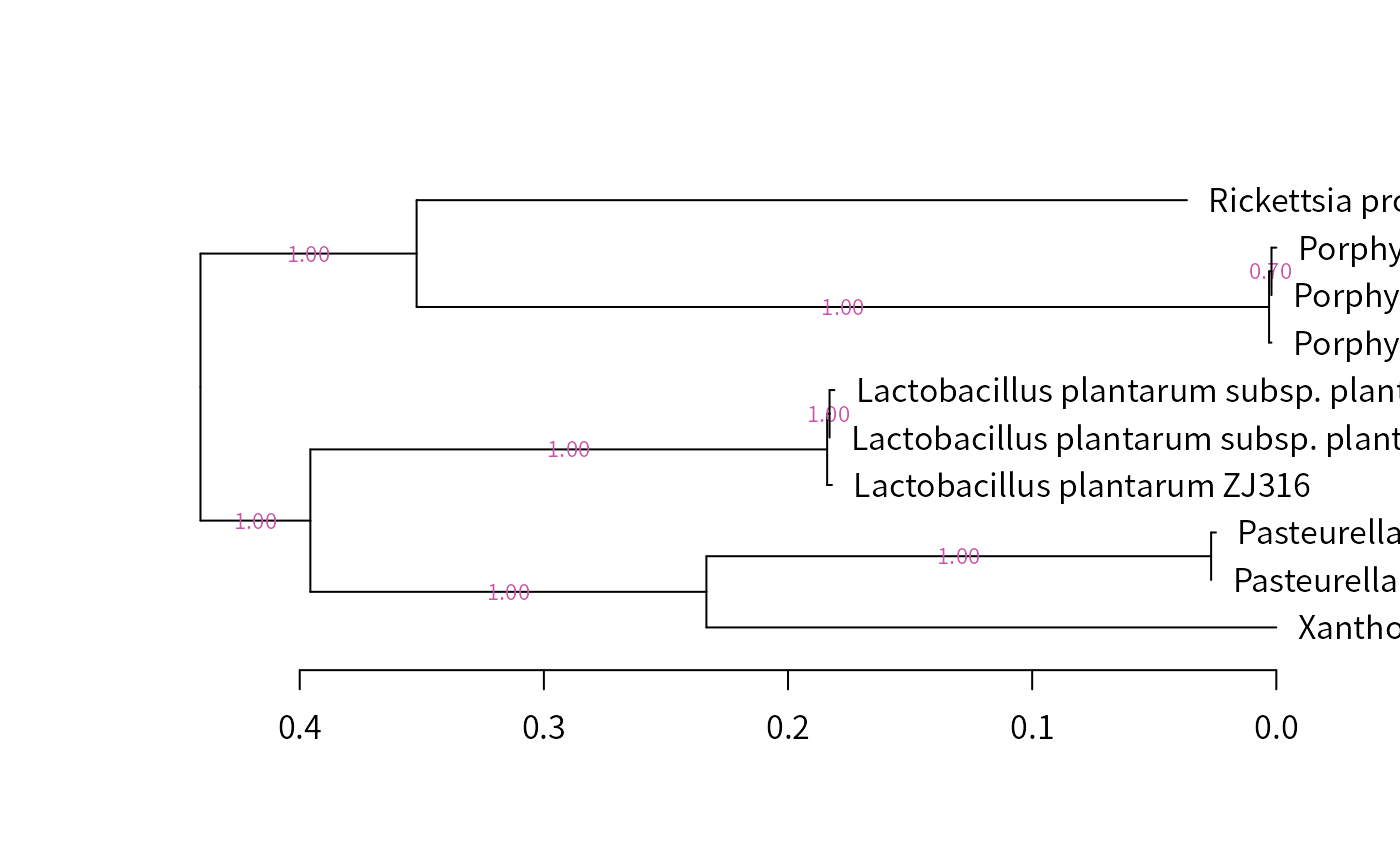 Rickettsia pro
1.00
Porphy
0.70
Porphy
1.00
Porphy
Lactobacillus plantarum subsp. plant
1.00
Lactobacillus plantarum subsp. plant
1.00
Lactobacillus plantarum ZJ316
1.00
Pasteurella
1.00
Pasteurella
1.00
Xantho
0.4 0.3 0.2 0.1 0.0